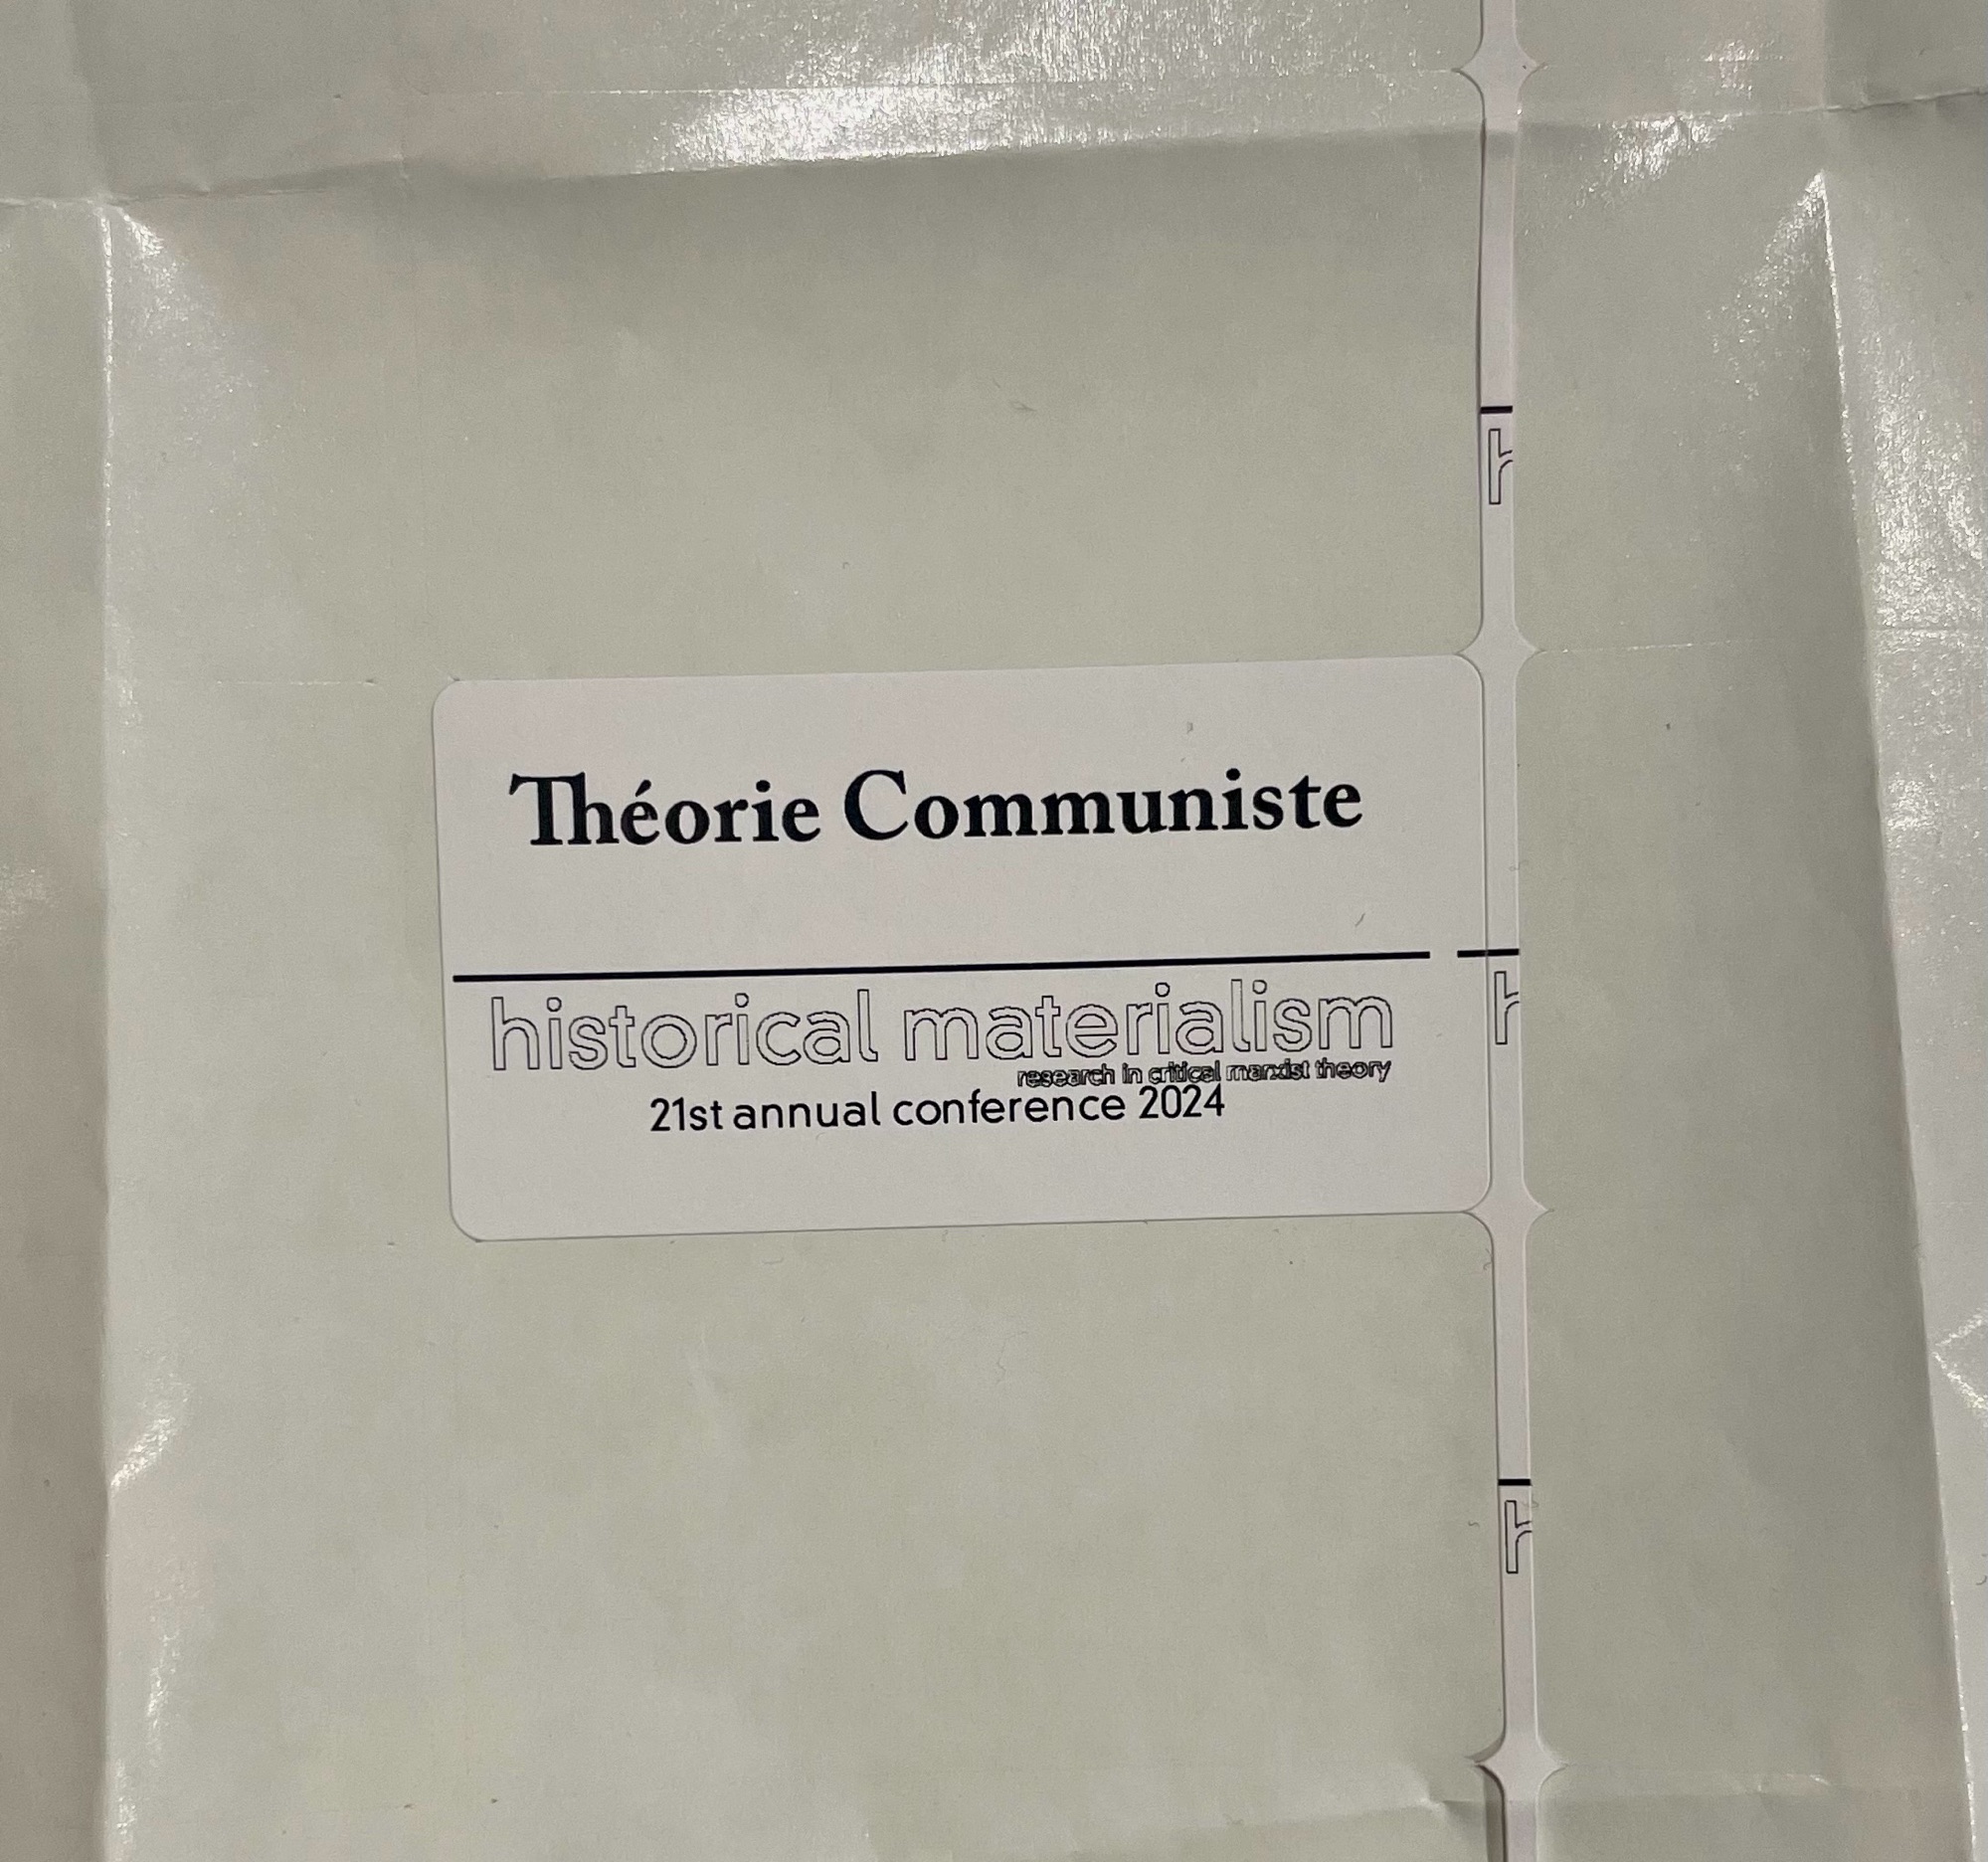 Théorie Communiste
historical materialism
research in critical marxist theory
21st annual conference 2024